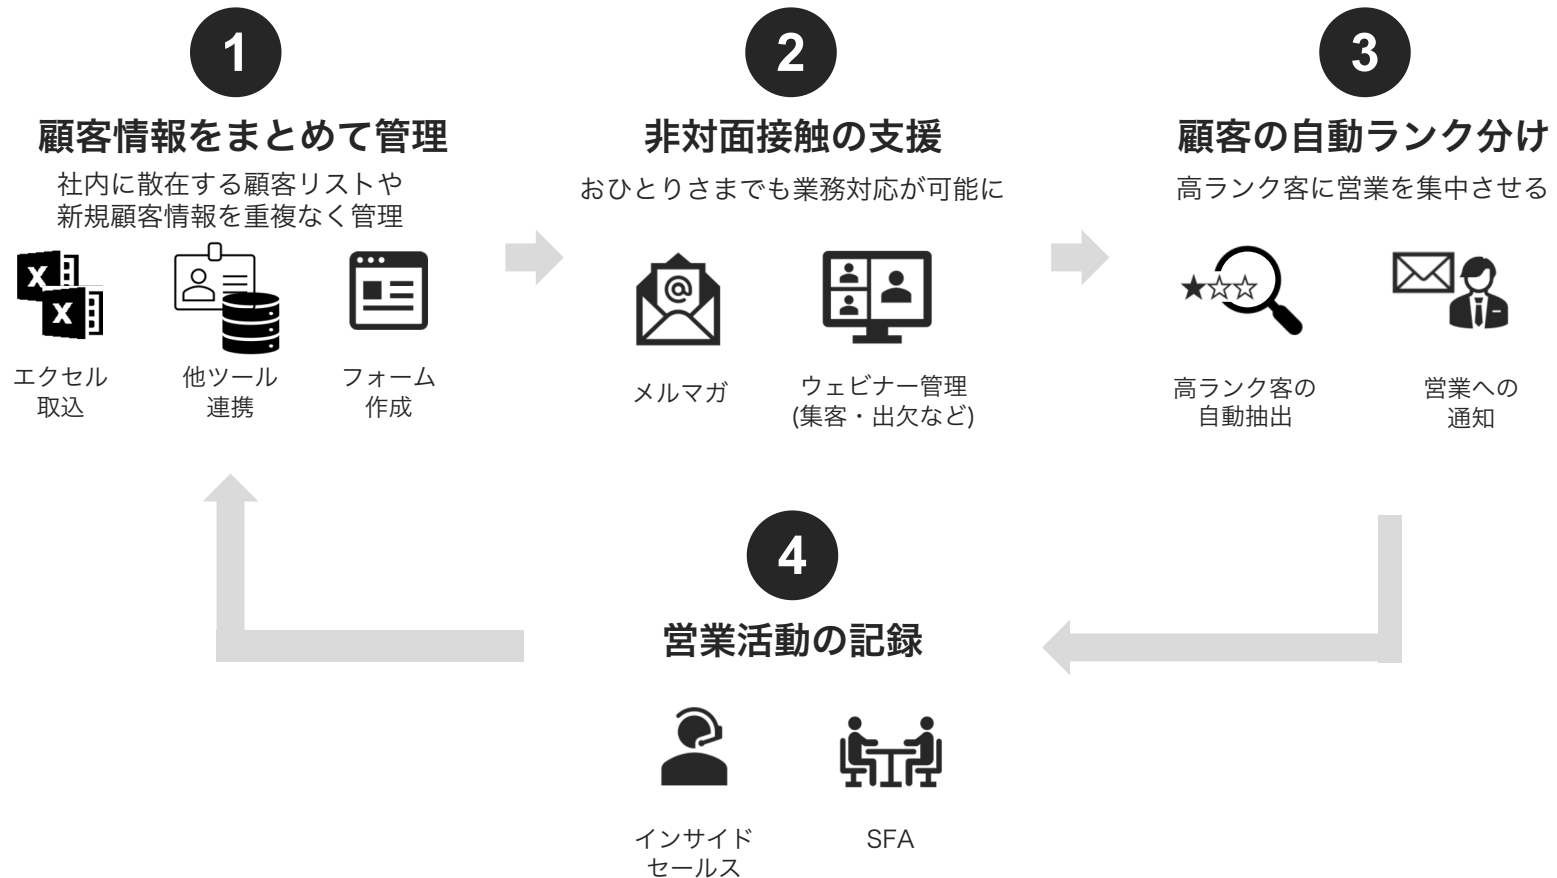 1
顧客情報をまとめて管理
社内に散在する顧客リストや
新規顧客情報を重複なく管理
X
X
エクセル
取込
他ツール
連携
フォーム
作成
2
非対面接触の支援
おひとりさまでも業務対応が可能に
@
メルマガ
ウェビナー管理
(集客・出欠など)
3
顧客の自動ランク分け
高ランク客に営業を集中させる
★☆☆
高ランク客の
自動抽出
営業への
通知
4
営業活動の記録
インサイド
セールス
SFA